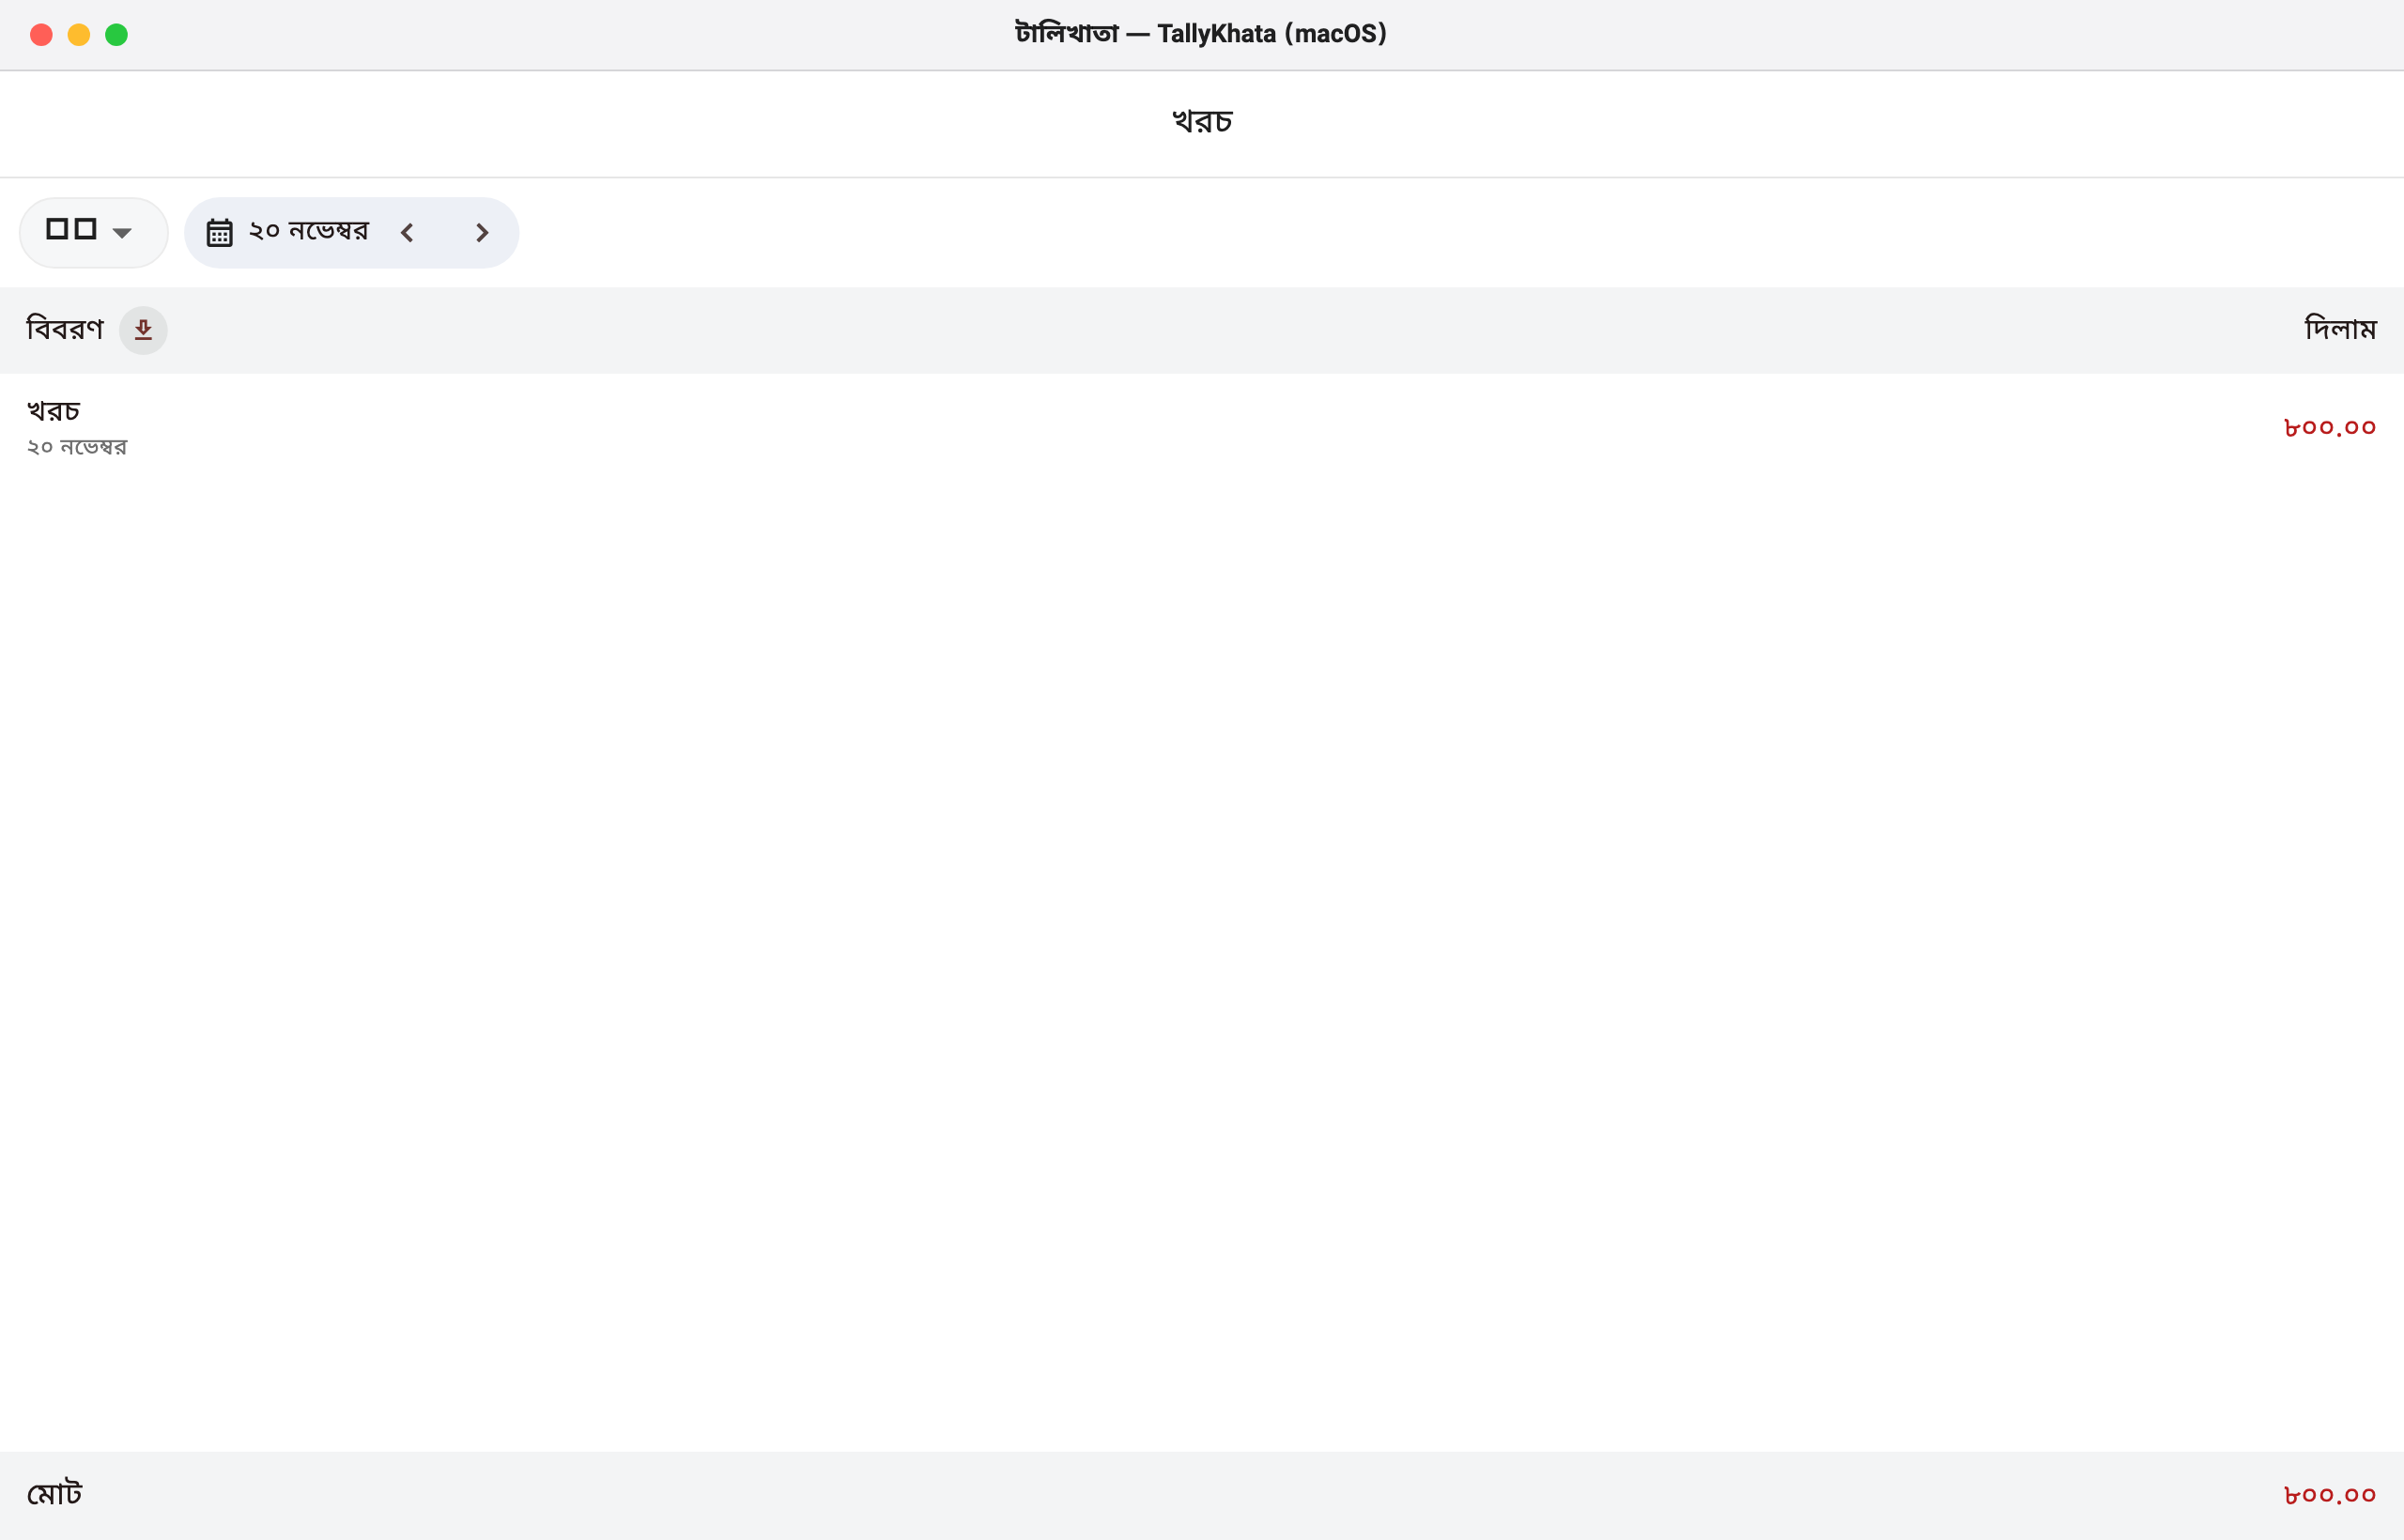 টালিখাতা — TallyKhata (macOS)
খরচ
২০ নভেম্বর
বিবরণ দিলাম
খরচ ৮০০.০০
২০ নভেম্বর
মোট ৮০০.০০